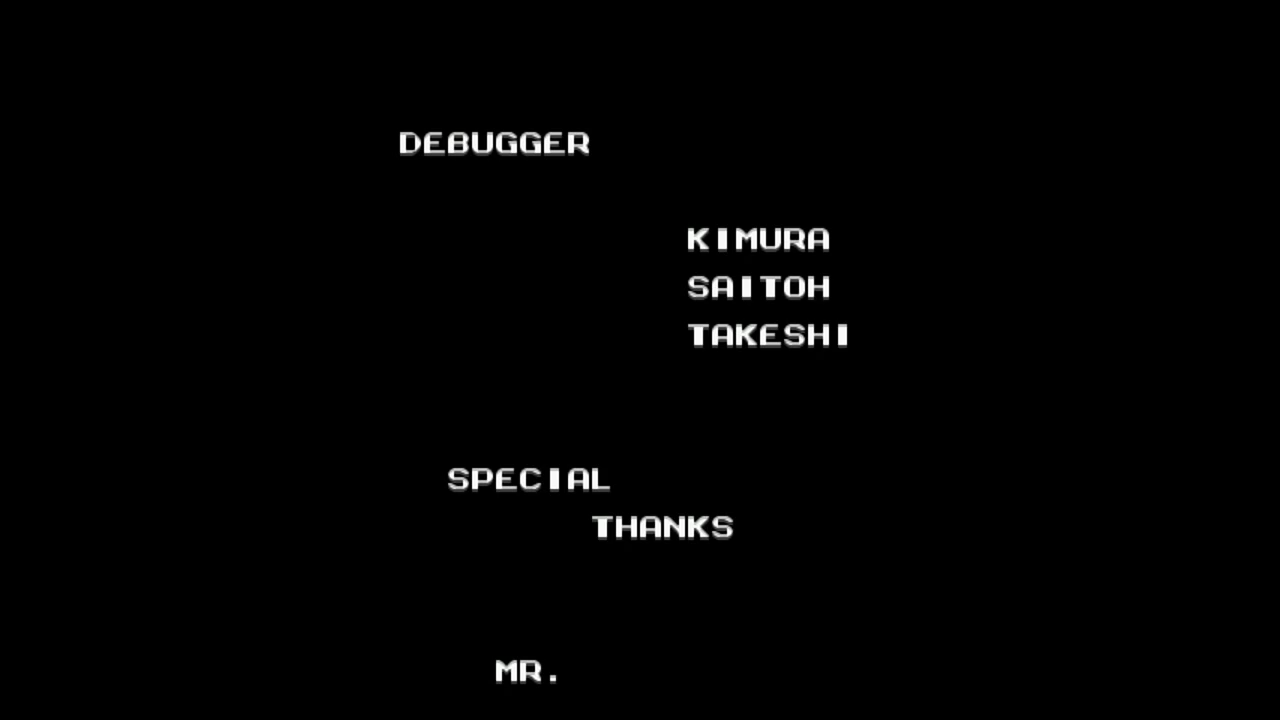 DEBUGGER
KIMURA
SAITOH
TAKESHI
SPECIAL
THANKS
MR.